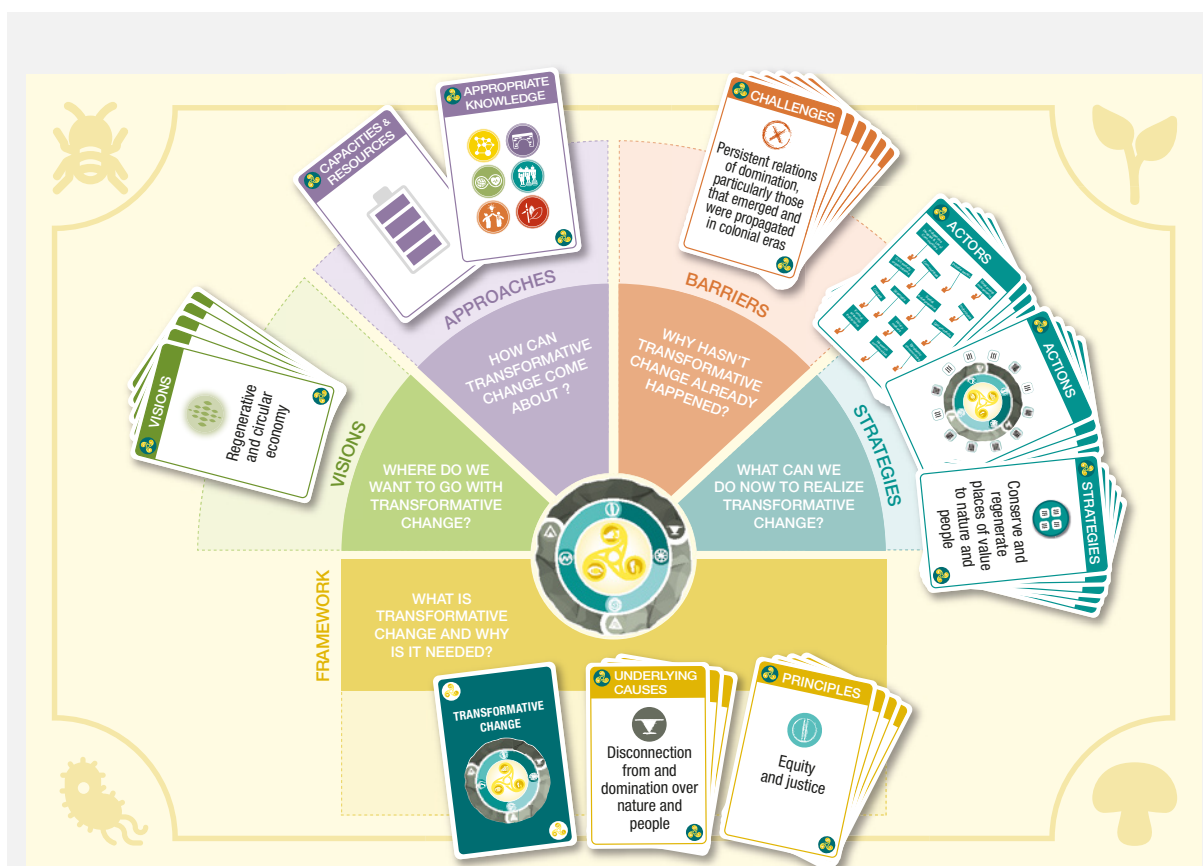 CAPACITIES &
RESOURCES
APPROPRIATE
KNOWLEDGE
CHALLENGES
Persistent relations
of domination,
particularly those
that emerged and
were propagated
in colonial eras
ACTORS
ACTIONS
STRATEGIES
Conserve and
regenerate
places of value
to nature and
people
VISIONS
Regenerative
and circular
economy
VISIONS
WHERE DO WE
WANT TO GO WITH
TRANSFORMATIVE
CHANGE?
APPROACHES
HOW CAN
TRANSFORMATIVE
CHANGE COME
ABOUT ?
BARRIERS
WHY HASN'T
TRANSFORMATIVE
CHANGE ALREADY
HAPPENED?
STRATEGIES
WHAT CAN WE
DO NOW TO REALIZE
TRANSFORMATIVE
CHANGE?
FRAMEWORK
WHAT IS
TRANSFORMATIVE
CHANGE AND WHY
IS IT NEEDED?
TRANSFORMATIVE
CHANGE
UNDERLYING
CAUSES
Disconnection
from and
domination over
nature and
people
PRINCIPLES
Equity
and justice